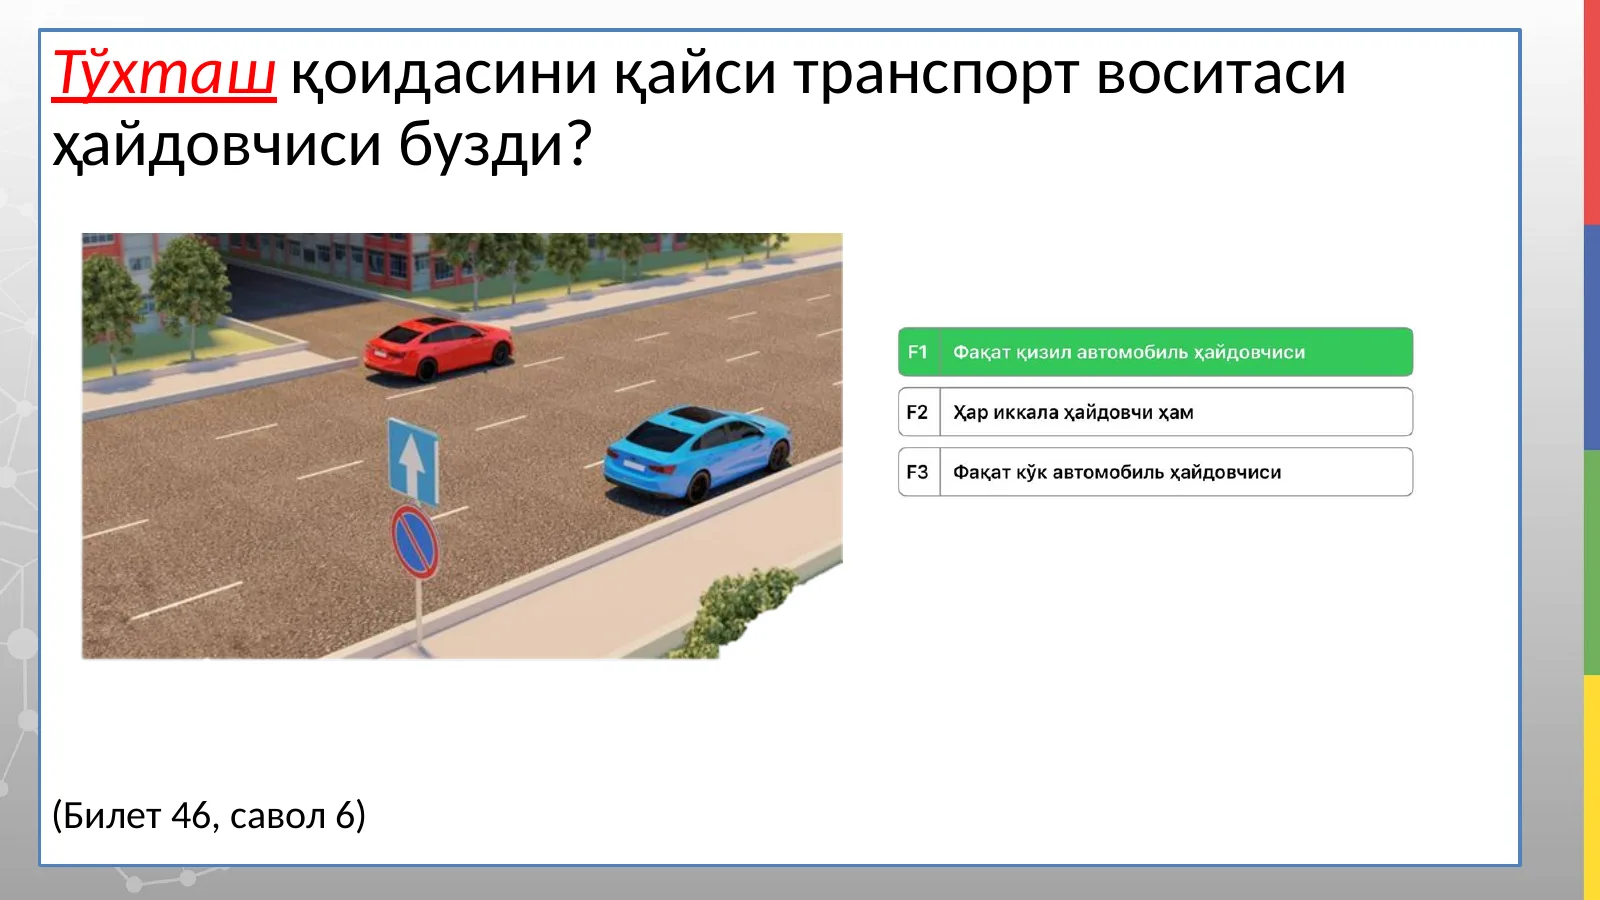 Тўхташ қоидасини қайси транспорт воситаси
ҳайдовчиси бузди?
F1 Фақат қизил автомобиль ҳайдовчиси
F2 Ҳар иккала ҳайдовчи ҳам
F3 Фақат кўк автомобиль ҳайдовчиси
(Билет 46, савол 6)